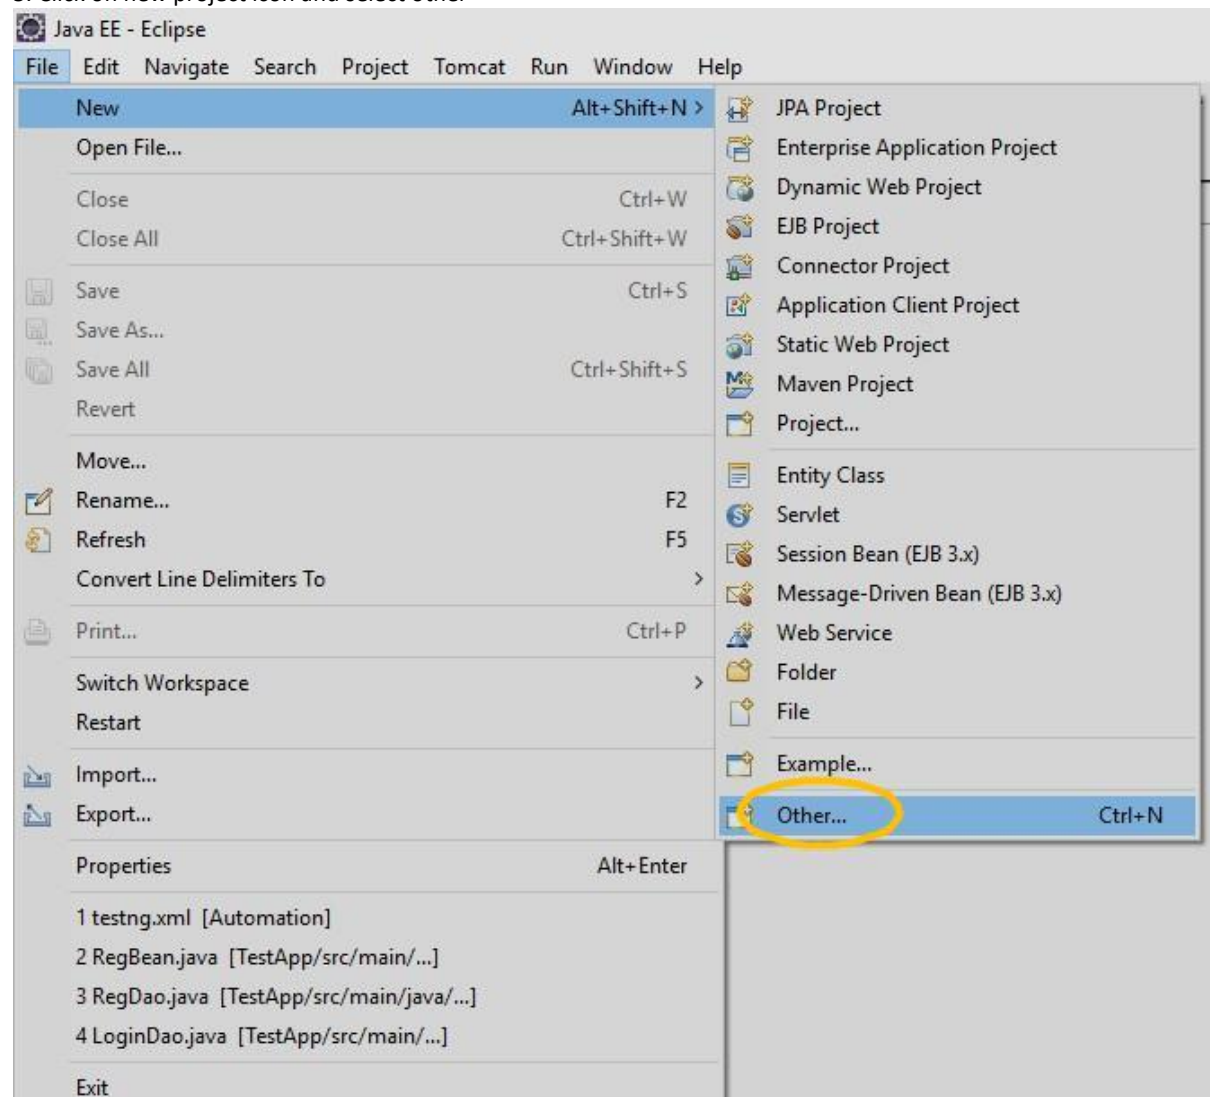 Java EE - Eclipse
File Edit Navigate Search Project Tomcat Run Window Help
New Alt+Shift+N >
Open File...
Close Ctrl+W
Close All Ctrl+Shift+W
Save Ctrl+S
Save As...
Save All Ctrl+Shift+S
Revert
Move...
Rename... F2
Refresh F5
Convert Line Delimiters To >
Print... Ctrl+P
Switch Workspace >
Restart
Import...
Export...
Properties Alt+Enter
1 testng.xml [Automation]
2 RegBean.java [TestApp/src/main/...]
3 RegDao.java [TestApp/src/main/java/...]
4 LoginDao.java [TestApp/src/main/...]
Exit
JPA Project
Enterprise Application Project
Dynamic Web Project
EJB Project
Connector Project
Application Client Project
Static Web Project
Maven Project
Project...
Entity Class
Servlet
Session Bean (EJB 3.x)
Message-Driven Bean (EJB 3.x)
Web Service
Folder
File
Example...
Other... Ctrl+N